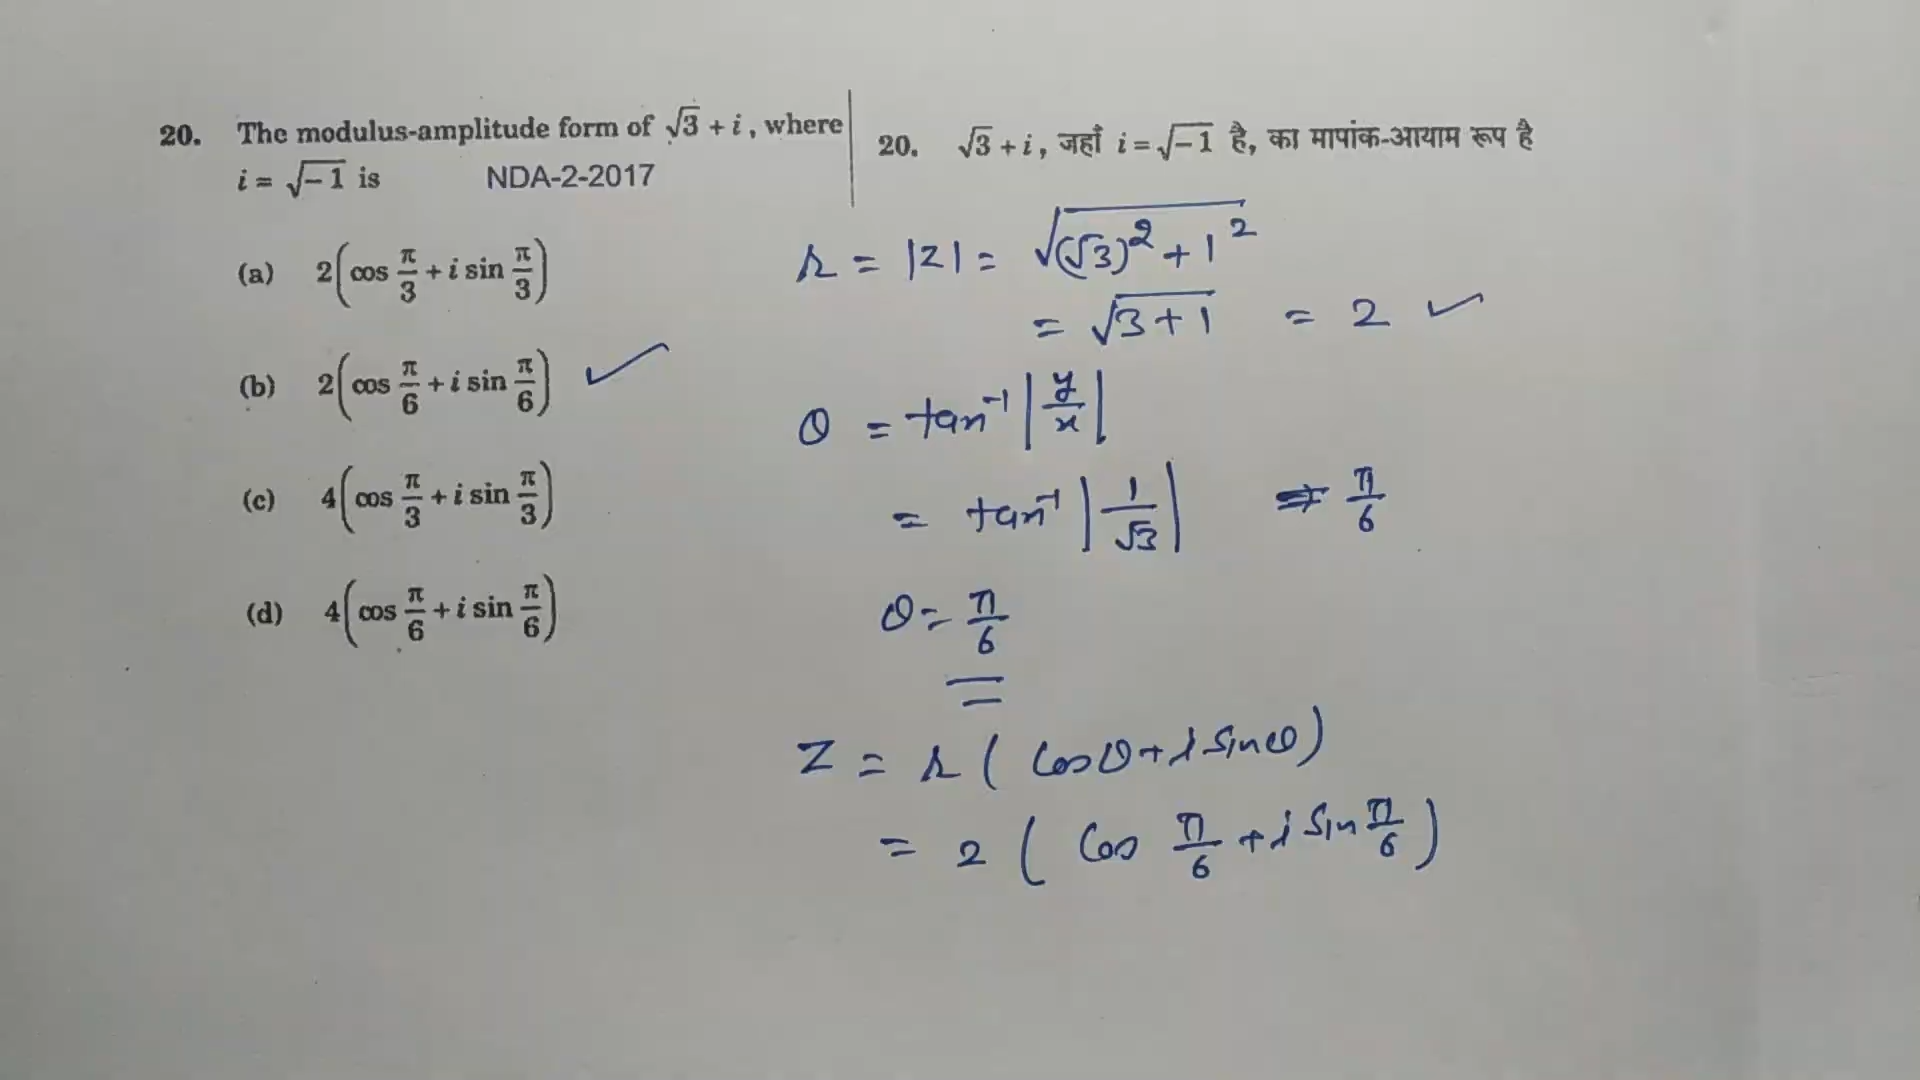 20. The modulus-amplitude form of √3 + i, where
i = √-1 is NDA-2-2017
(a) 2(cos π/3 + i sin π/3)
(b) 2(cos π/6 + i sin π/6) ✓
(c) 4(cos π/3 + i sin π/3)
(d) 4(cos π/6 + i sin π/6)
20. √3 + i, जहाँ i = √-1 है, का मापांक-आयाम रूप है
r = |z| = √((√3)² + 1²)
= √(3+1) = 2 ✓
θ = tan⁻¹ |y/x|
= tan⁻¹ |1/√3| ⇒ π/6
θ = π/6
z = r ( cosθ + i sinθ)
= 2 ( cos π/6 + i sin π/6 )